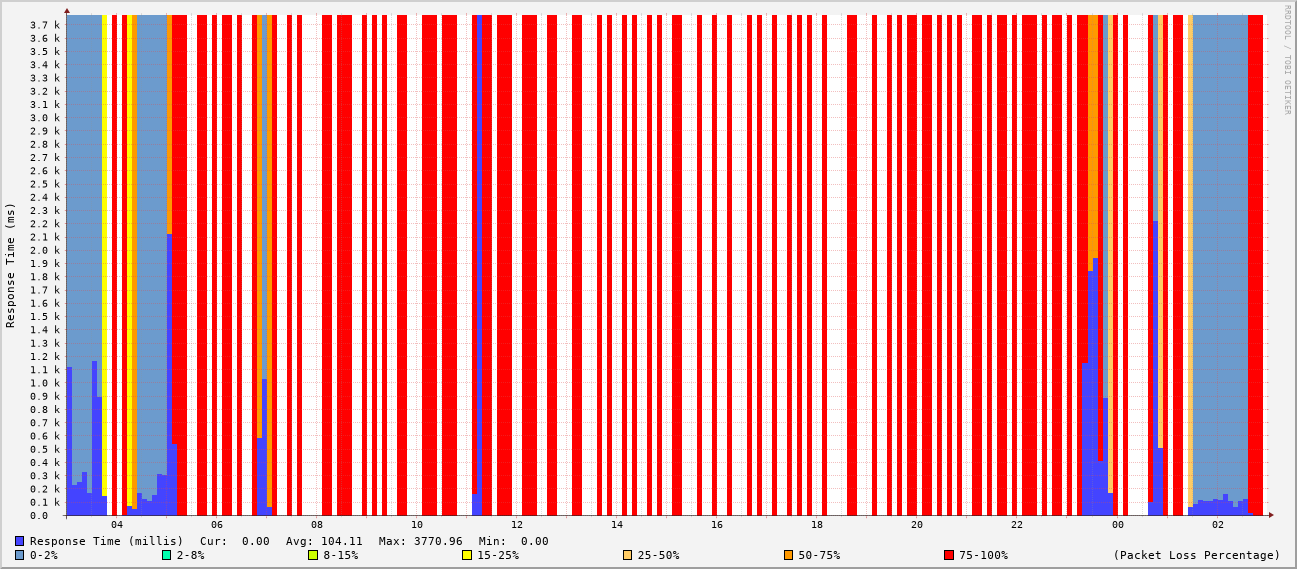 RRDTOOL / TOBI OETIKER
Response Time (ms)
3.7 k
3.6 k
3.5 k
3.4 k
3.3 k
3.2 k
3.1 k
3.0 k
2.9 k
2.8 k
2.7 k
2.6 k
2.5 k
2.4 k
2.3 k
2.2 k
2.1 k
2.0 k
1.9 k
1.8 k
1.7 k
1.6 k
1.5 k
1.4 k
1.3 k
1.2 k
1.1 k
1.0 k
0.9 k
0.8 k
0.7 k
0.6 k
0.5 k
0.4 k
0.3 k
0.2 k
0.1 k
0.0
04 06 08 10 12 14 16 18 20 22 00 02
Response Time (millis) Cur: 0.00 Avg: 104.11 Max: 3770.96 Min: 0.00
0-2% 2-8% 8-15% 15-25% 25-50% 50-75% 75-100% (Packet Loss Percentage)